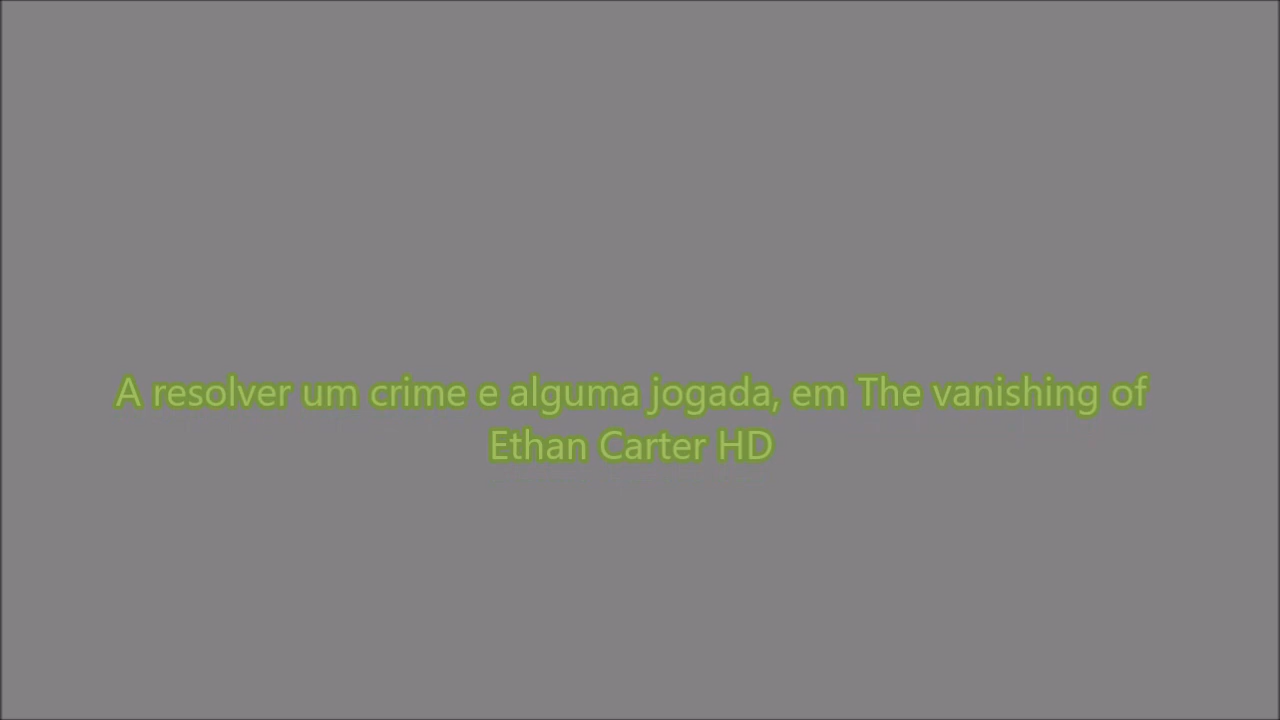 A resolver um crime e alguma jogada, em The vanishing of
Ethan Carter HD